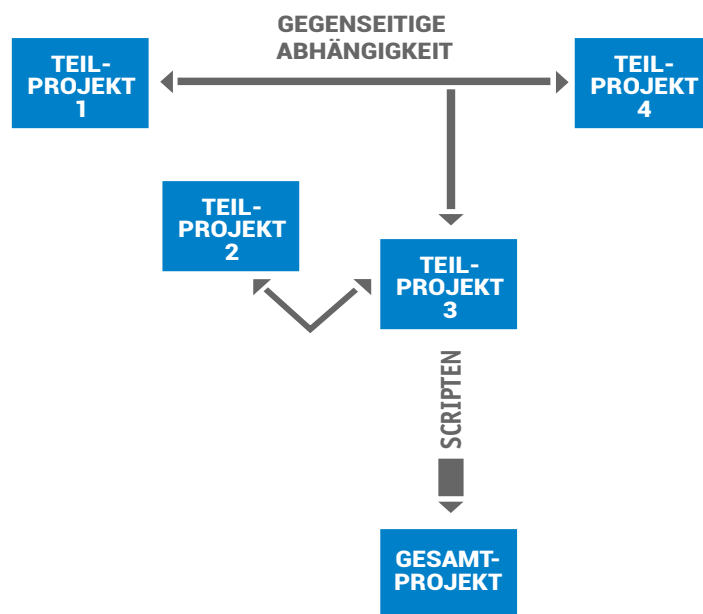 GEGENSEITIGE
ABHÄNGIGKEIT
TEIL-
PROJEKT
1
TEIL-
PROJEKT
4
TEIL-
PROJEKT
2
TEIL-
PROJEKT
3
SCRIPTEN
GESAMT-
PROJEKT